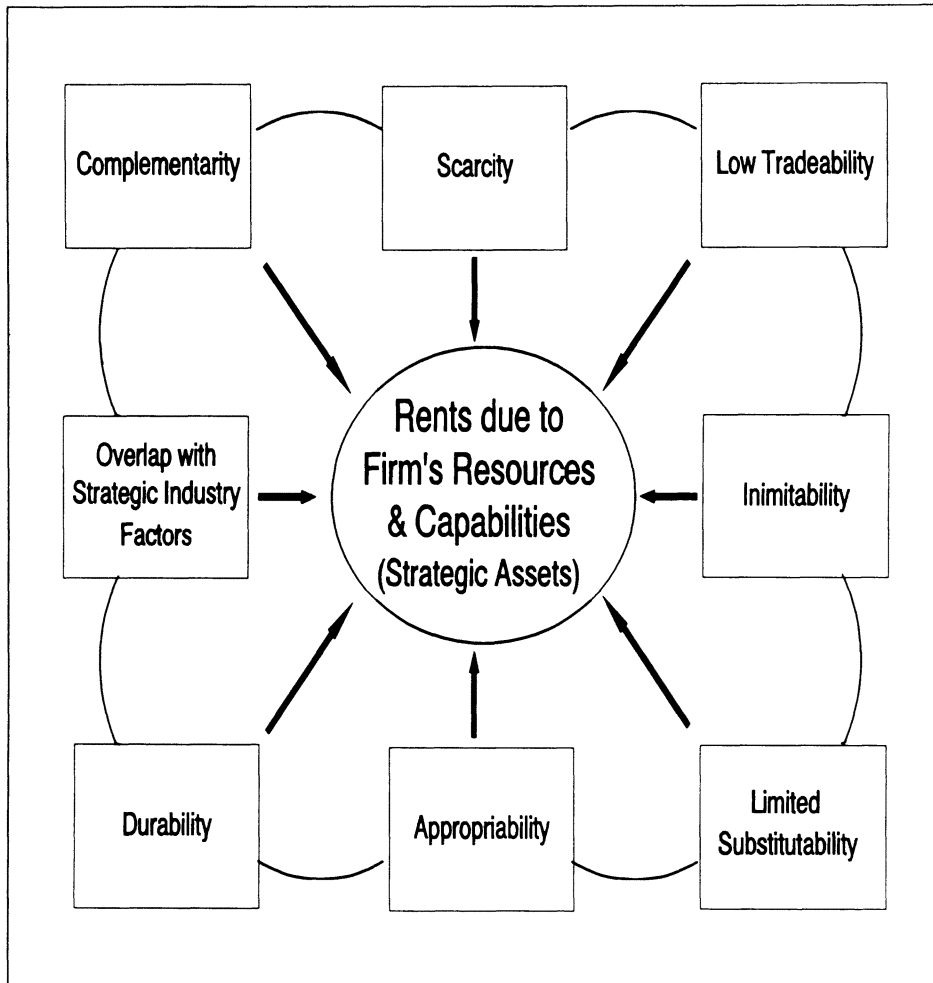 Complementarity
Scarcity
Low Tradeability
Rents due to
Firm's Resources
& Capabilities
(Strategic Assets)
Overlap with
Strategic Industry
Factors
Inimitability
Durability
Appropriability
Limited
Substitutability